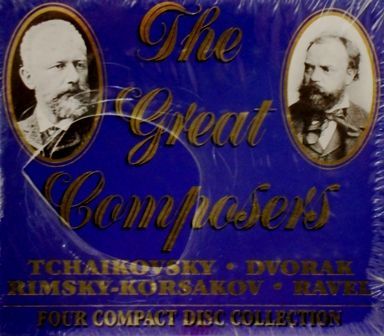 The
Great
Composers
TCHAIKOVSKY · DVORAK
RIMSKY-KORSAKOV · RAVEL
FOUR COMPACT DISC COLLECTION